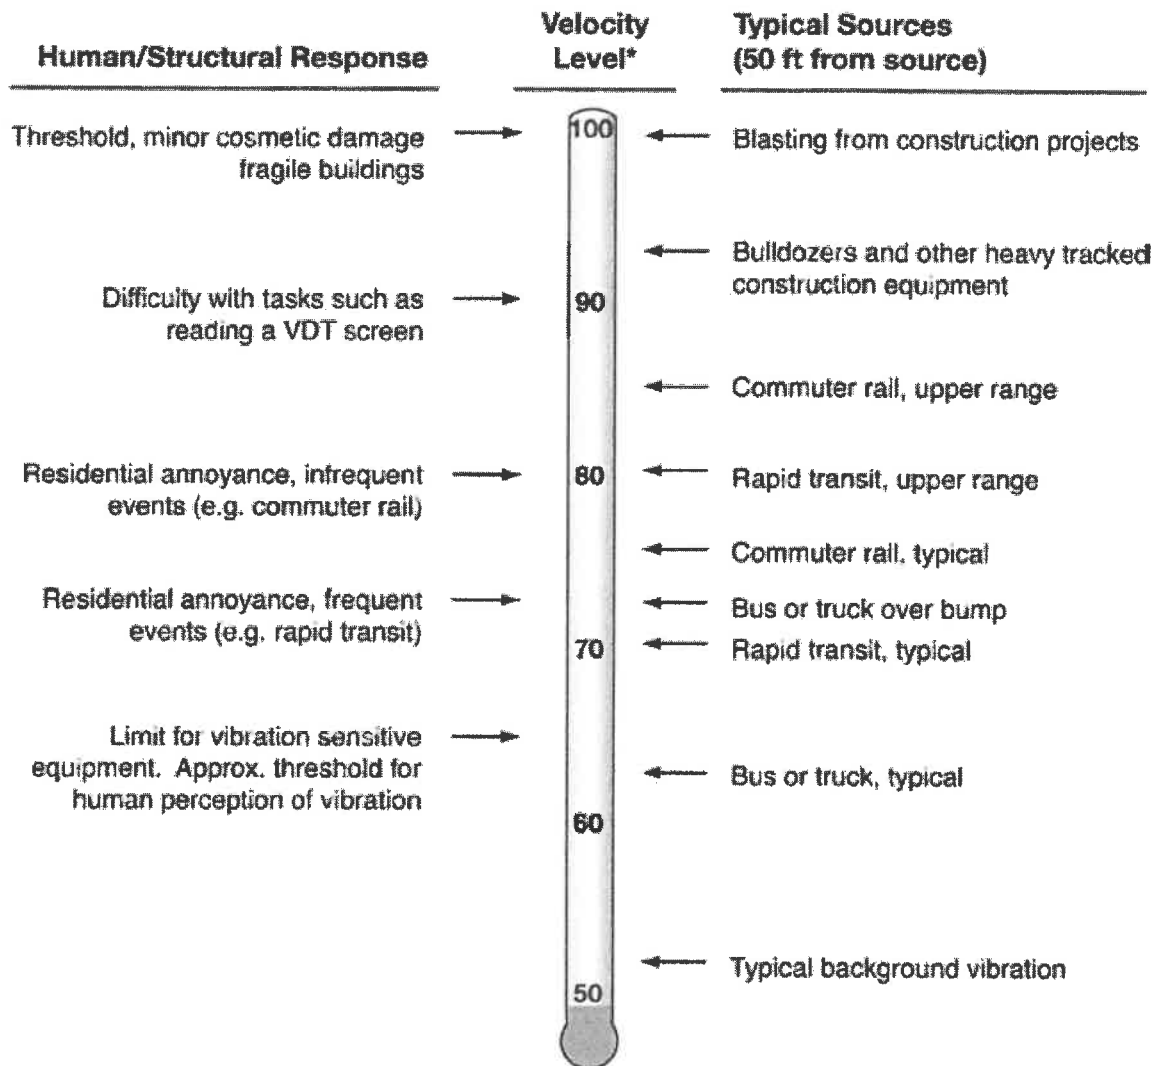 Human/Structural Response
Velocity
Level*
Typical Sources
(50 ft from source)
Threshold, minor cosmetic damage
fragile buildings
100
Blasting from construction projects
Bulldozers and other heavy tracked
construction equipment
Difficulty with tasks such as
reading a VDT screen
90
Commuter rail, upper range
Residential annoyance, infrequent
events (e.g. commuter rail)
80
Rapid transit, upper range
Commuter rail, typical
Residential annoyance, frequent
events (e.g. rapid transit)
Bus or truck over bump
70
Rapid transit, typical
Limit for vibration sensitive
equipment. Approx. threshold for
human perception of vibration
Bus or truck, typical
60
Typical background vibration
50